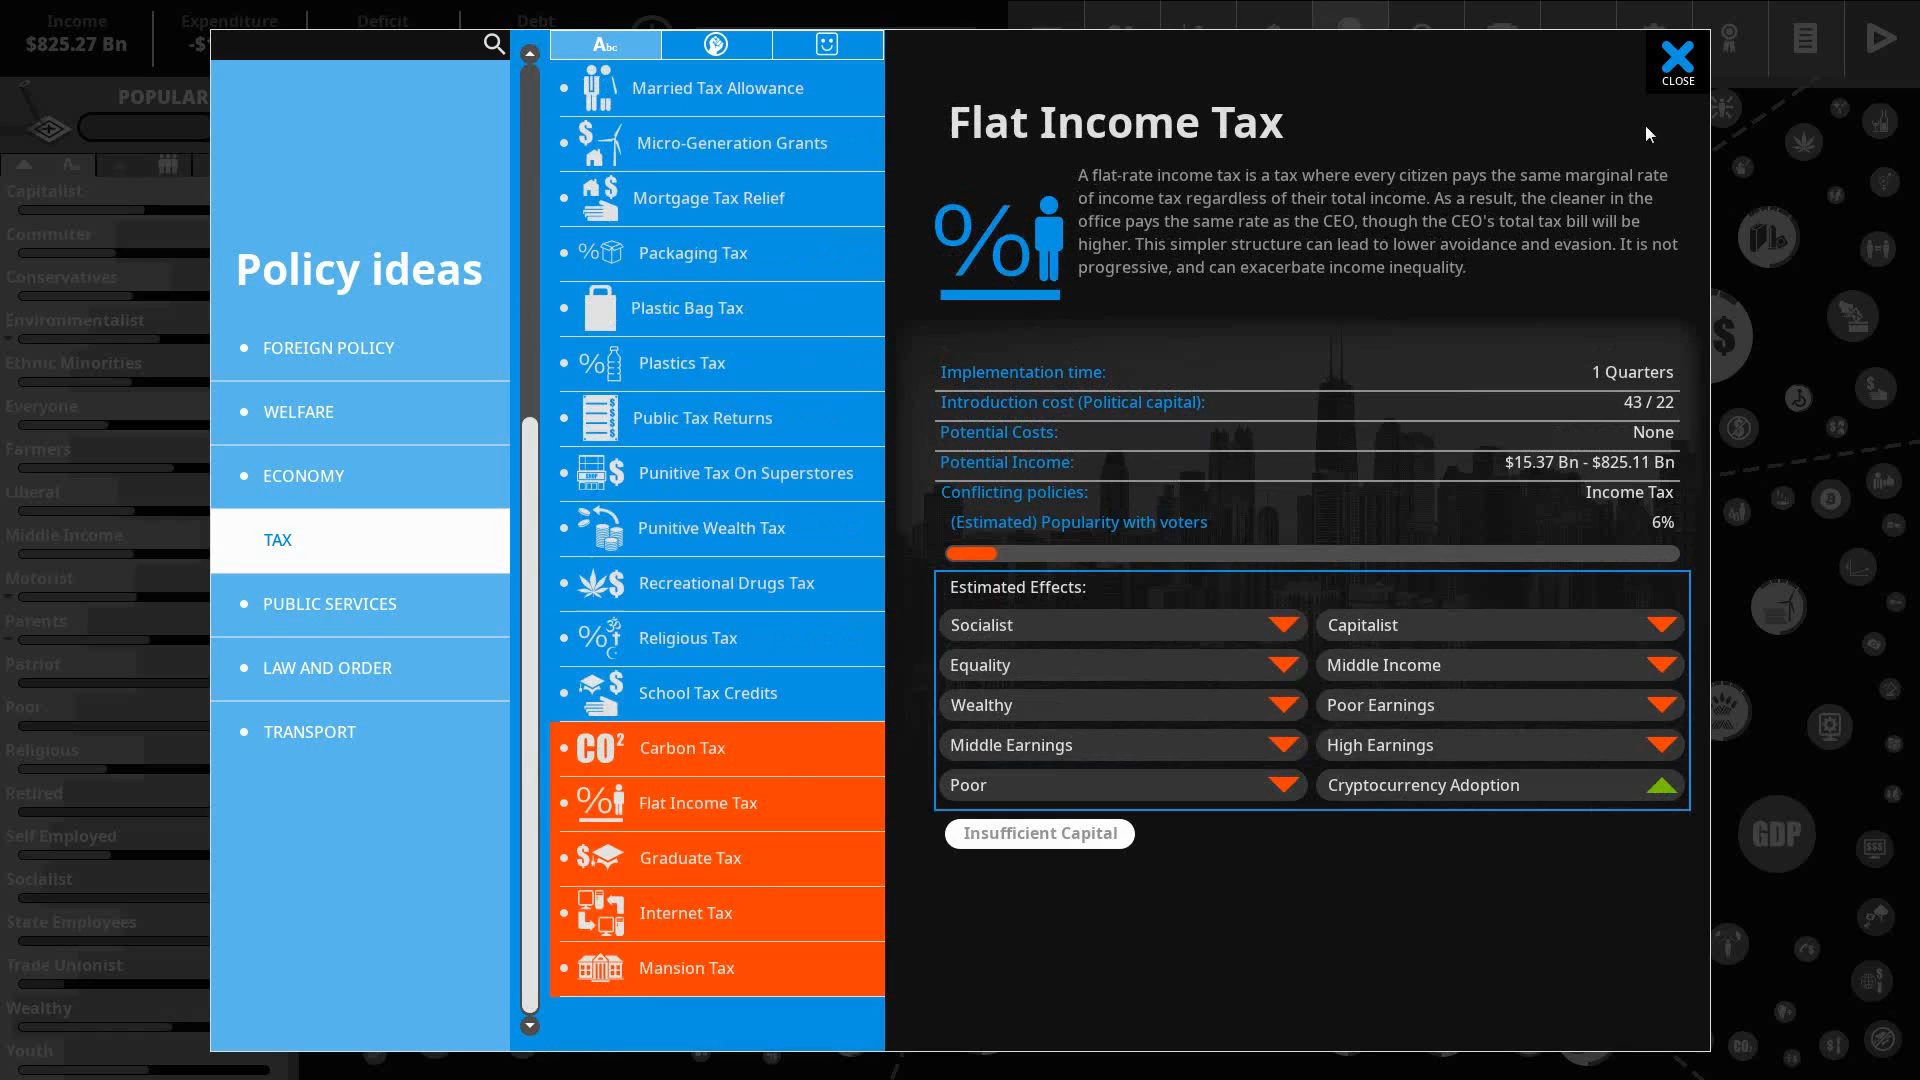 Income
Expenditure
Deficit
Debt
$825.27 Bn
-$
POPULAR
Capitalist
Commuter
Conservatives
Environmentalist
Ethnic Minorities
Everyone
Farmers
Liberal
Middle Income
Motorist
Parents
Patriot
Poor
Religious
Retired
Self Employed
Socialist
State Employees
Trade Unionist
Wealthy
Youth
Policy ideas
FOREIGN POLICY
WELFARE
ECONOMY
TAX
PUBLIC SERVICES
LAW AND ORDER
TRANSPORT
Abc
Married Tax Allowance
Micro-Generation Grants
Mortgage Tax Relief
Packaging Tax
Plastic Bag Tax
Plastics Tax
Public Tax Returns
Punitive Tax On Superstores
Punitive Wealth Tax
Recreational Drugs Tax
Religious Tax
School Tax Credits
CO² Carbon Tax
Flat Income Tax
Graduate Tax
Internet Tax
Mansion Tax
CLOSE
Flat Income Tax
A flat-rate income tax is a tax where every citizen pays the same marginal rate
of income tax regardless of their total income. As a result, the cleaner in the
office pays the same rate as the CEO, though the CEO's total tax bill will be
higher. This simpler structure can lead to lower avoidance and evasion. It is not
progressive, and can exacerbate income inequality.
Implementation time: 1 Quarters
Introduction cost (Political capital): 43 / 22
Potential Costs: None
Potential Income: $15.37 Bn - $825.11 Bn
Conflicting policies: Income Tax
(Estimated) Popularity with voters 6%
Estimated Effects:
Socialist Capitalist
Equality Middle Income
Wealthy Poor Earnings
Middle Earnings High Earnings
Poor Cryptocurrency Adoption
Insufficient Capital
GDP